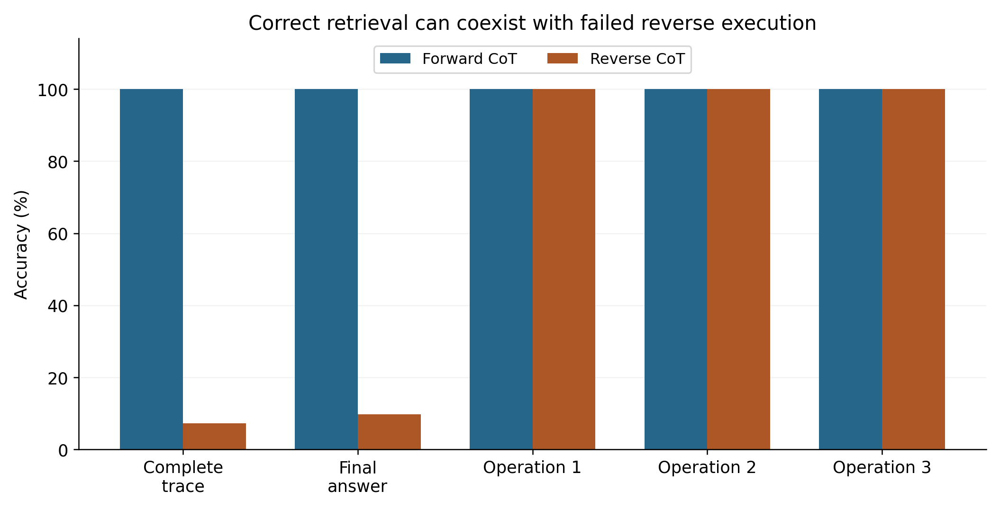 Correct retrieval can coexist with failed reverse execution
Forward CoT
Reverse CoT
Accuracy (%)
100
80
60
40
20
0
Complete
trace
Final
answer
Operation 1
Operation 2
Operation 3